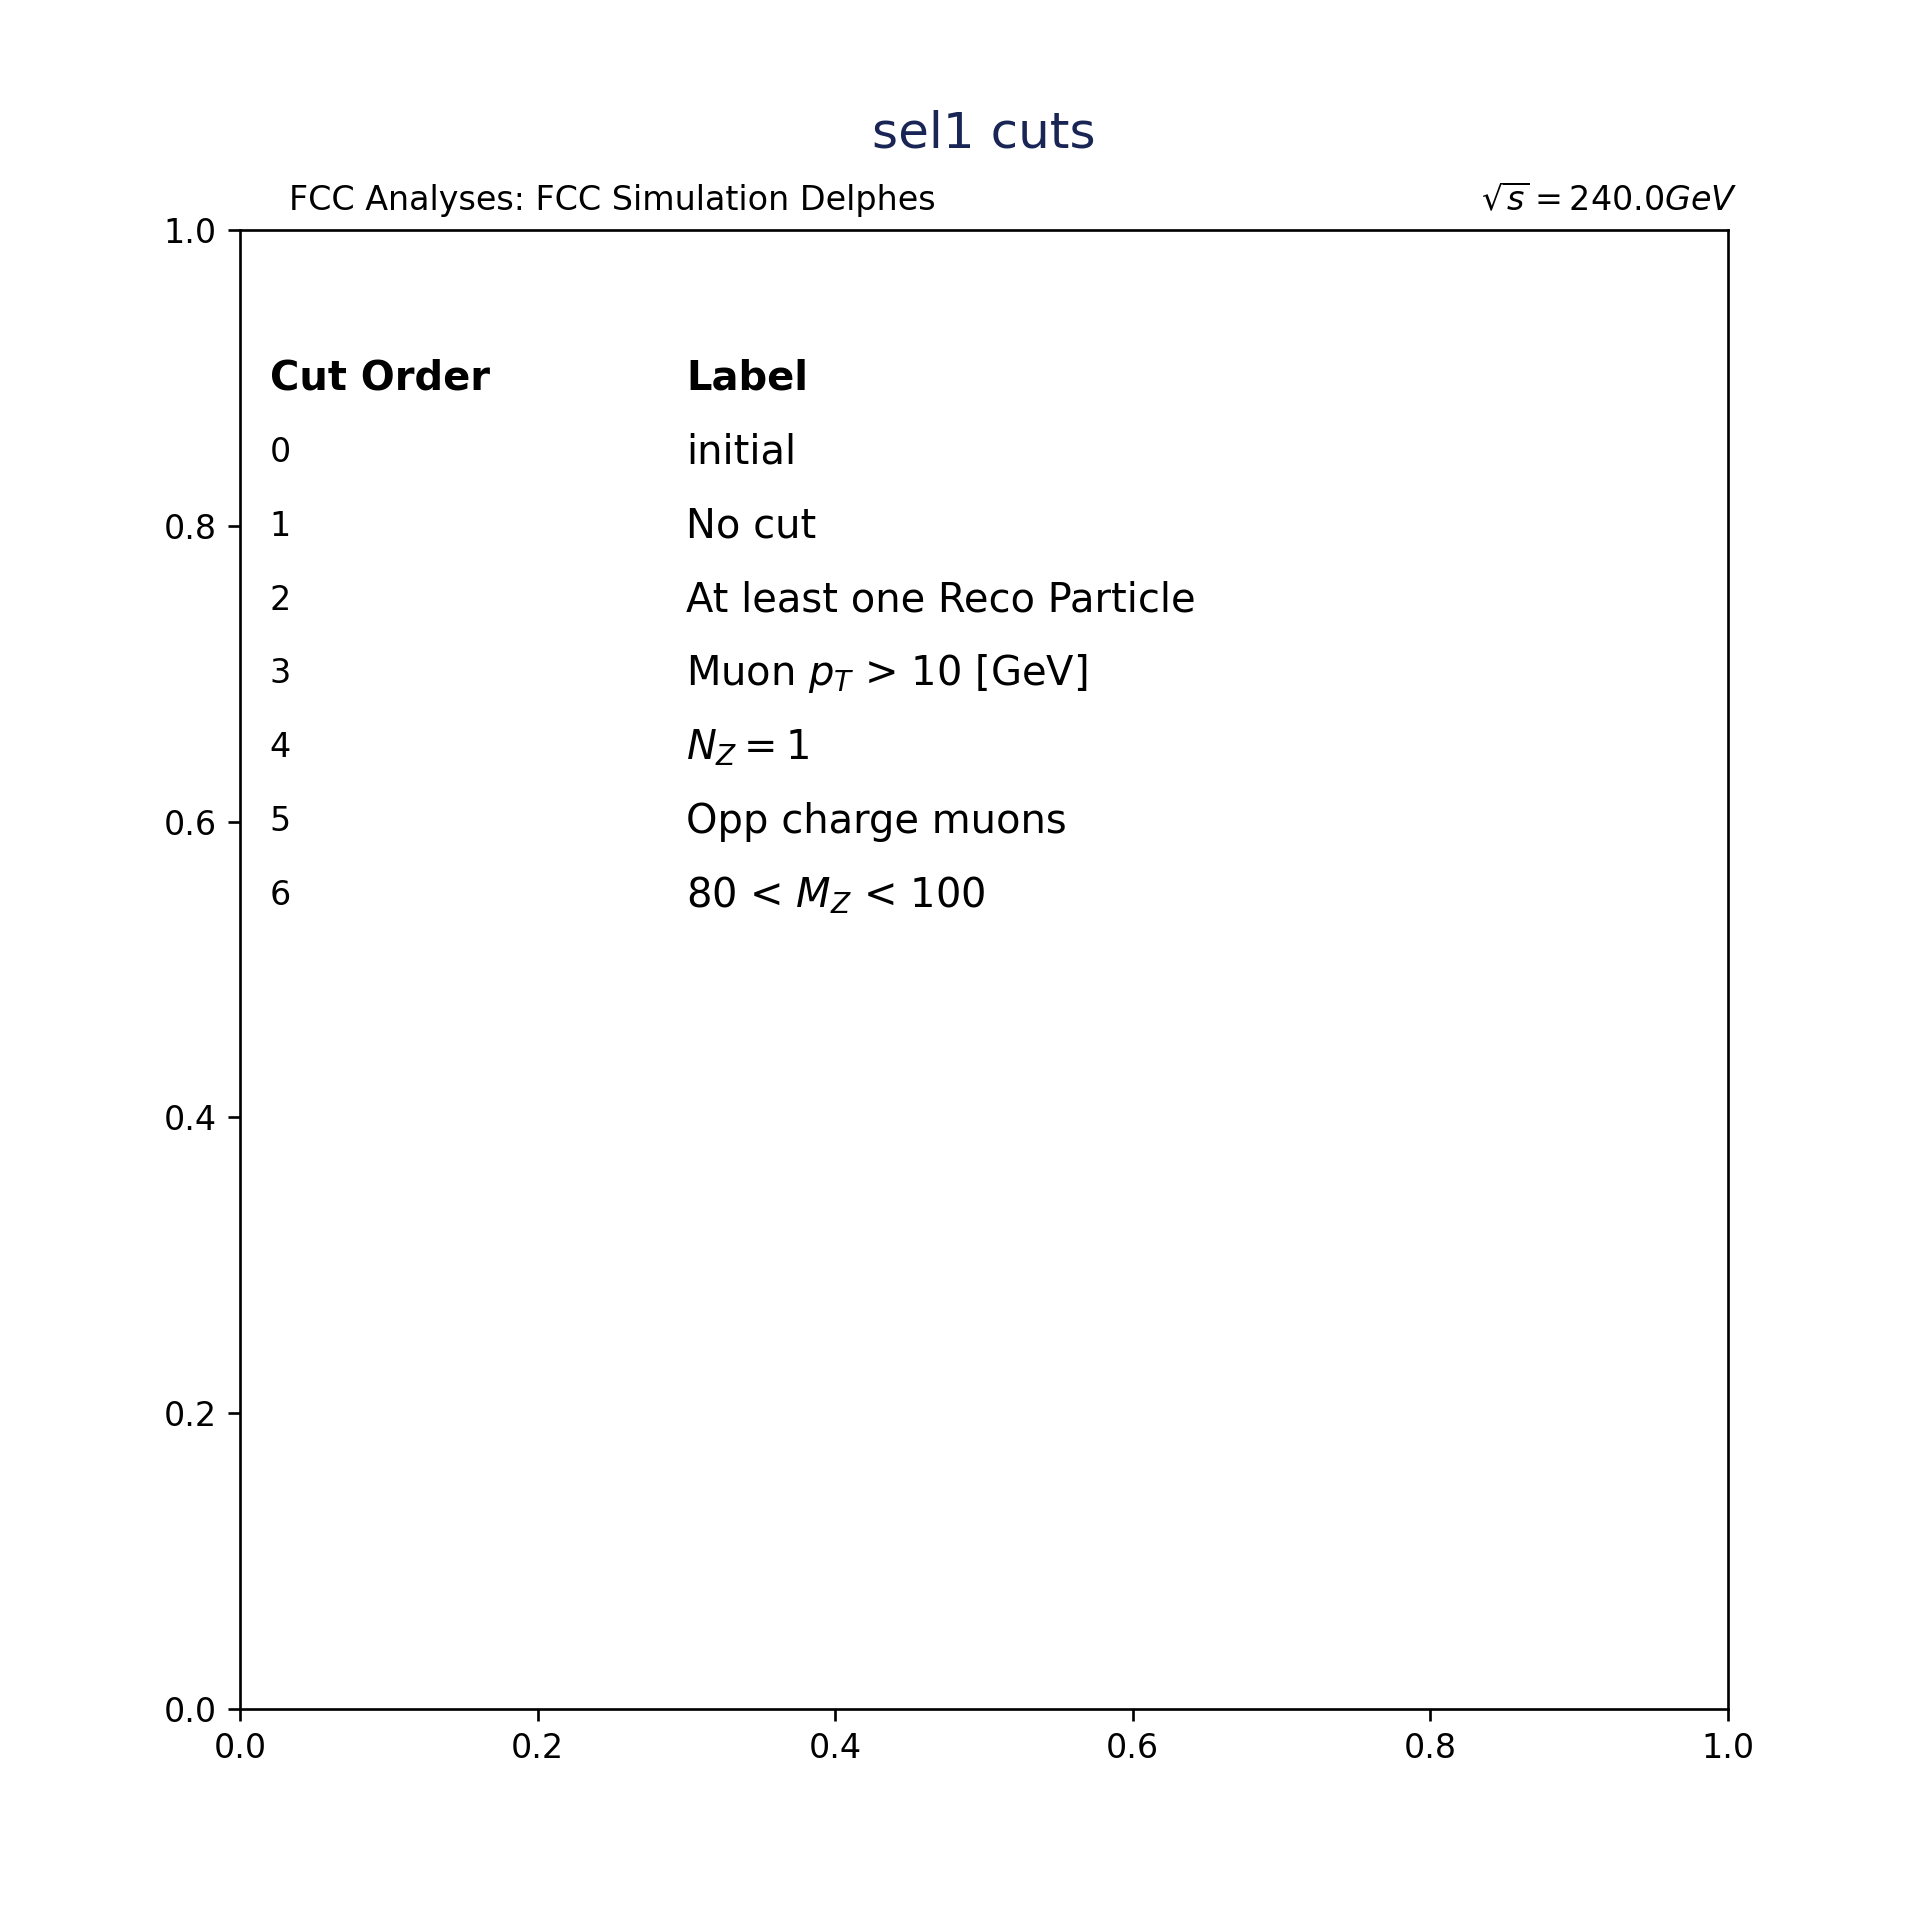 sel1 cuts
FCC Analyses: FCC Simulation Delphes √s = 240.0GeV
1.0
Cut Order Label
0 initial
0.8 1 No cut
2 At least one Reco Particle
3 Muon p_T > 10 [GeV]
4 N_Z = 1
0.6 5 Opp charge muons
6 80 < M_Z < 100
0.4
0.2
0.0
0.0 0.2 0.4 0.6 0.8 1.0